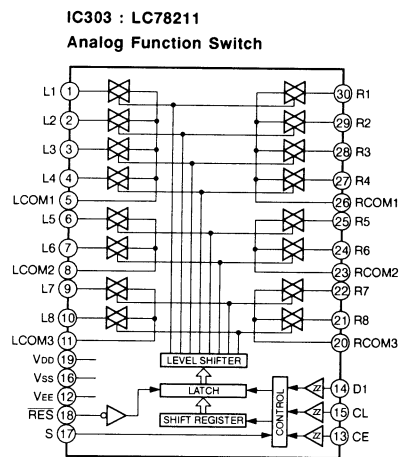 IC303 : LC78211
Analog Function Switch
L1 1 30 R1
L2 2 29 R2
L3 3 28 R3
L4 4 27 R4
LCOM1 5 26 RCOM1
L5 6 25 R5
L6 7 24 R6
LCOM2 8 23 RCOM2
L7 9 22 R7
L8 10 21 R8
LCOM3 11 20 RCOM3
VDD 19 LEVEL SHIFTER
VSS 16 LATCH 14 D1
VEE 12 CONTROL
RES 18 SHIFT REGISTER 15 CL
S 17 13 CE